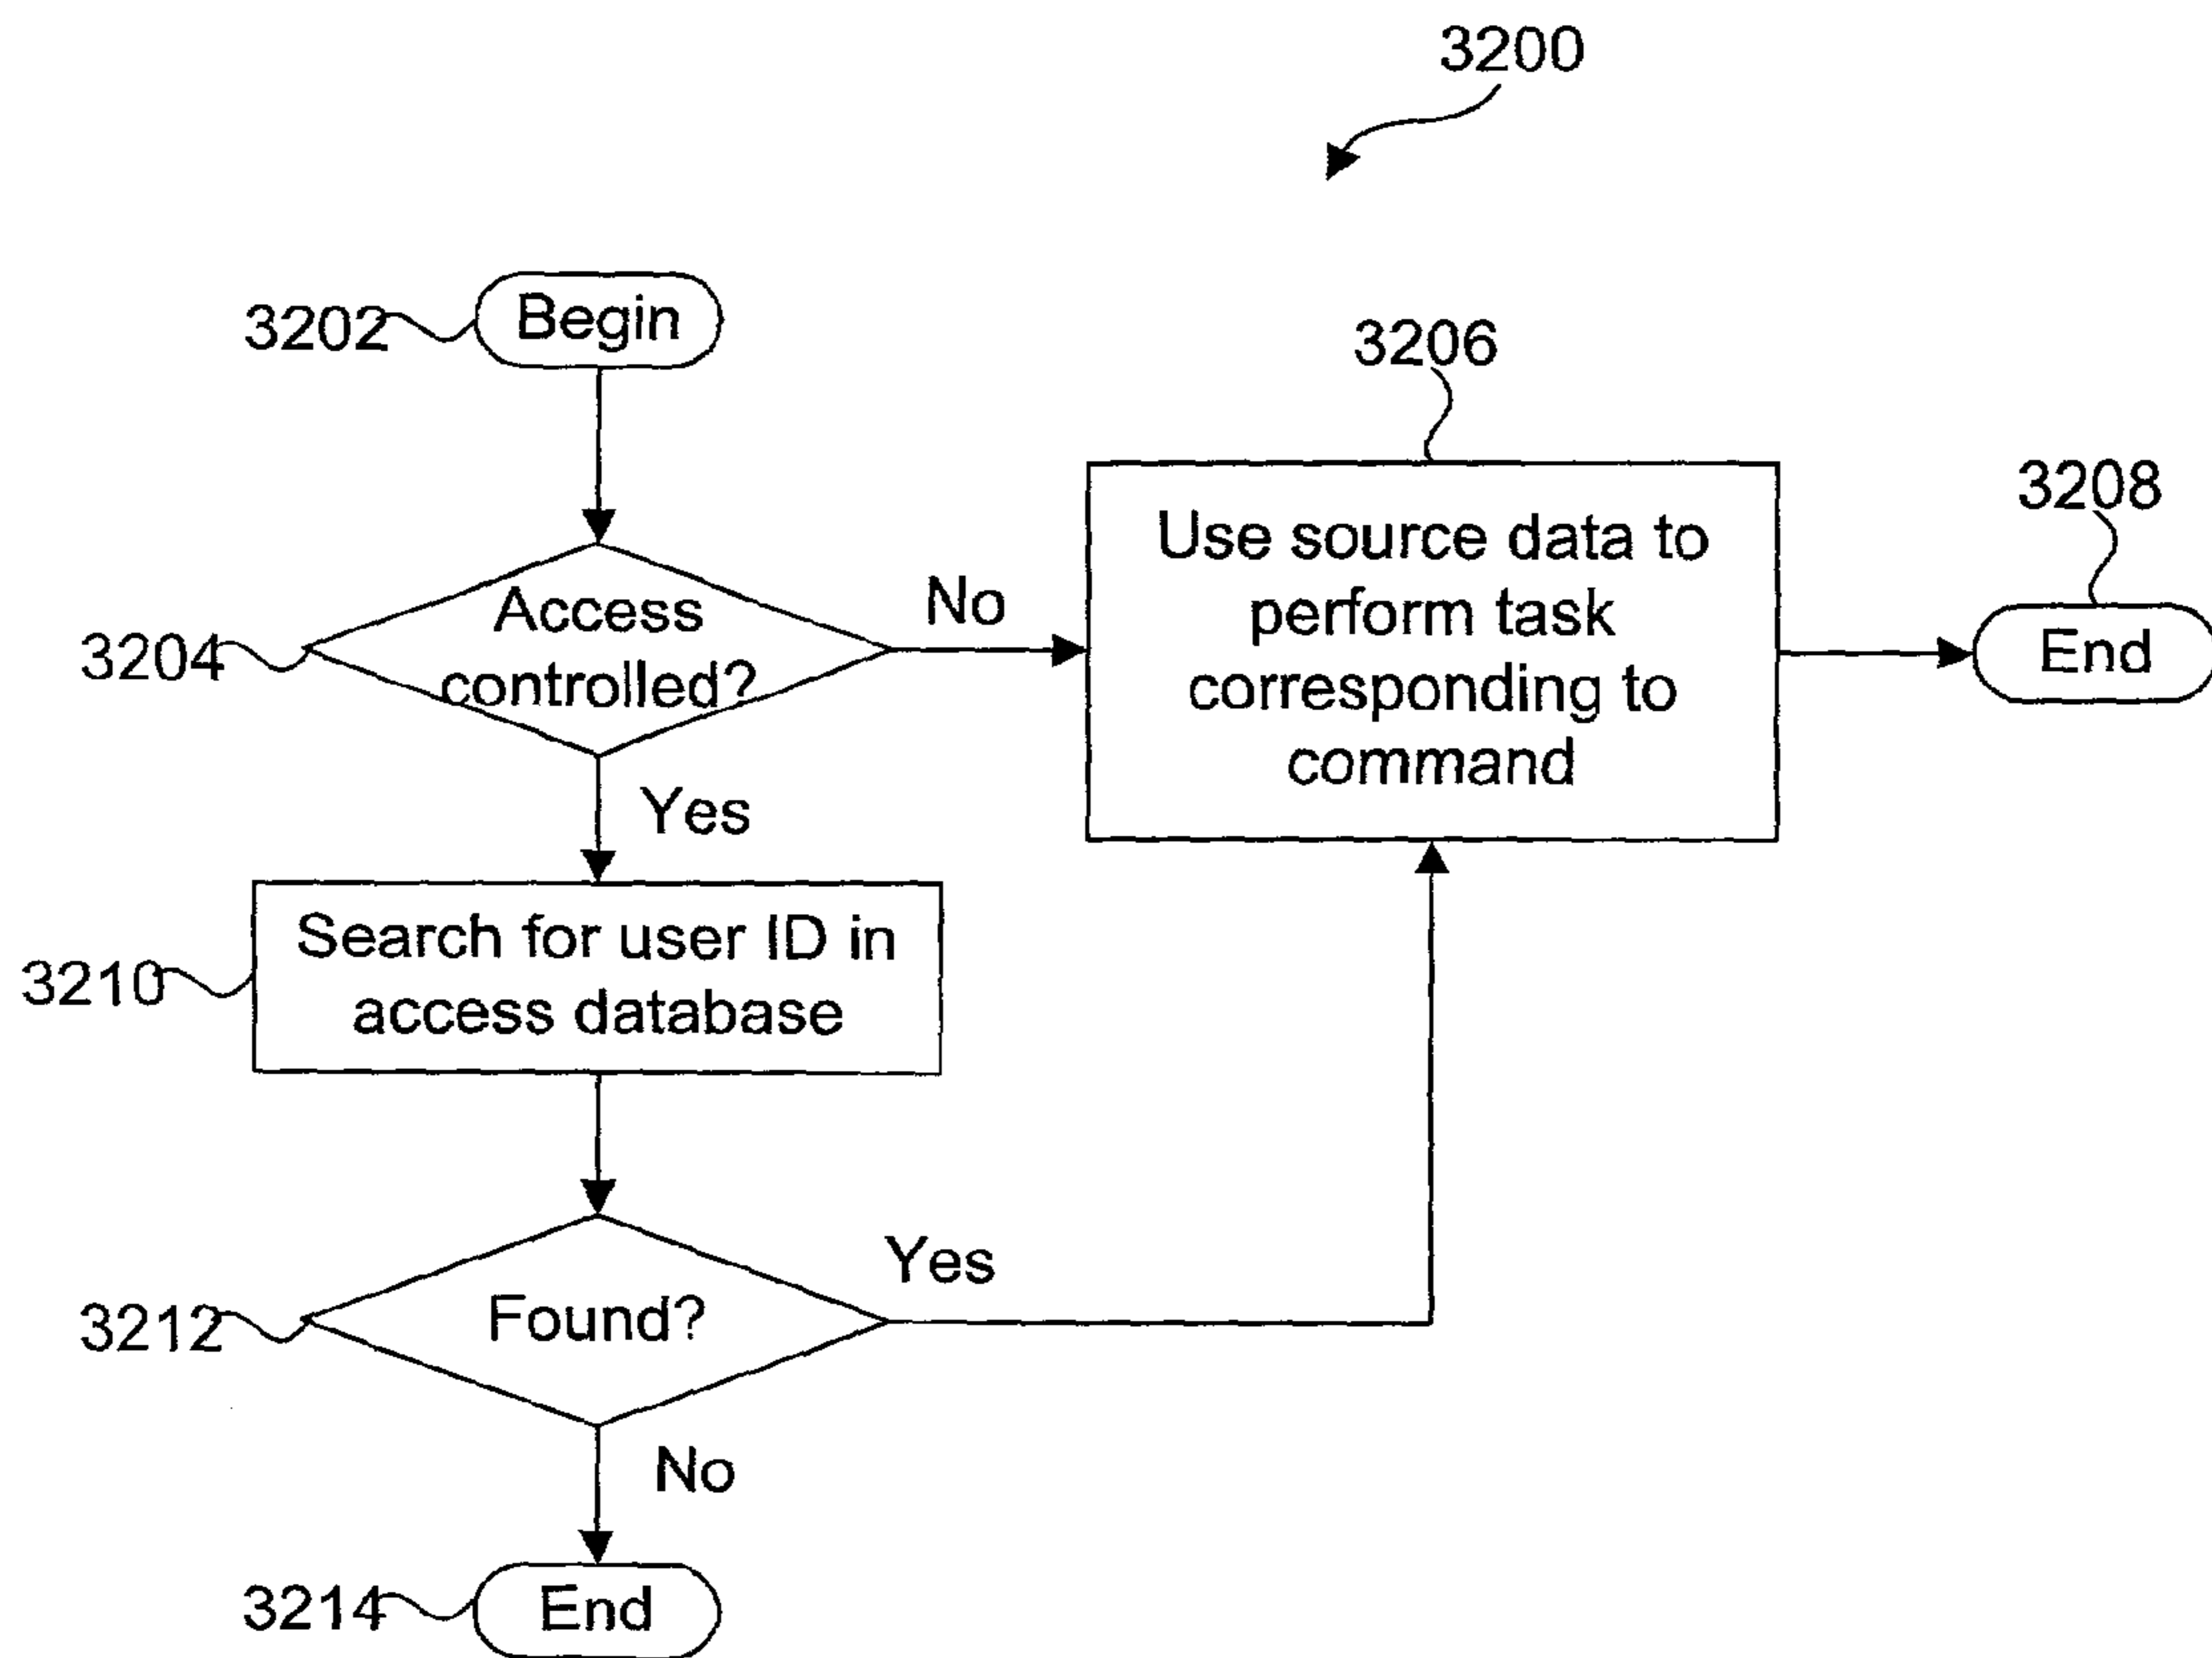 3200
3202
Begin
3206
3208
3204
Access
controlled?
No
Use source data to
perform task
corresponding to
command
End
Yes
3210
Search for user ID in
access database
3212
Found?
Yes
No
3214
End